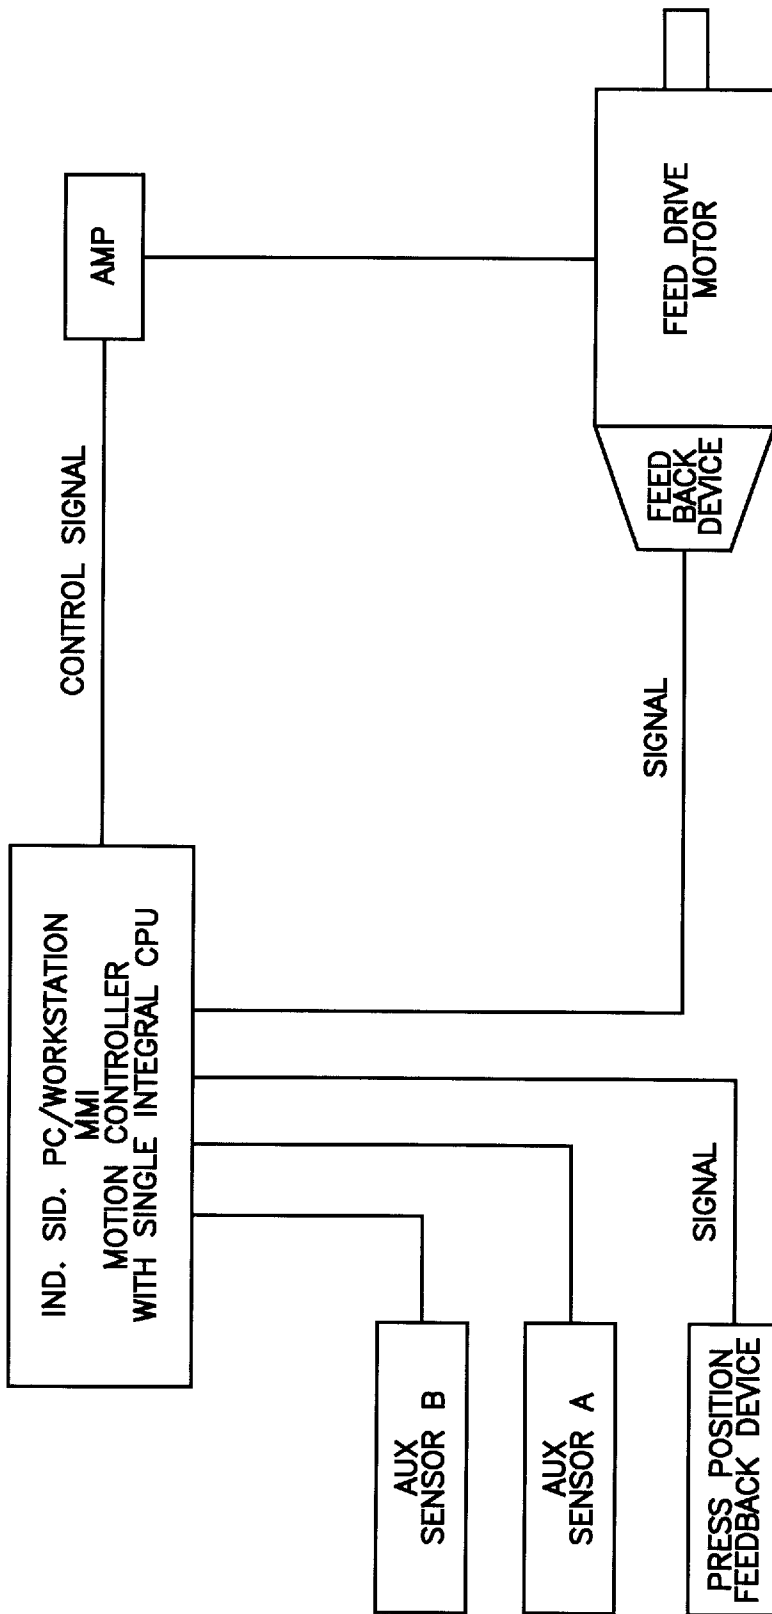 IND. SID. PC/WORKSTATION
MMI
MOTION CONTROLLER
WITH SINGLE INTEGRAL CPU
CONTROL SIGNAL
AMP
AUX
SENSOR B
AUX
SENSOR A
PRESS POSITION
FEEDBACK DEVICE
SIGNAL
SIGNAL
FEED
BACK
DEVICE
FEED DRIVE
MOTOR